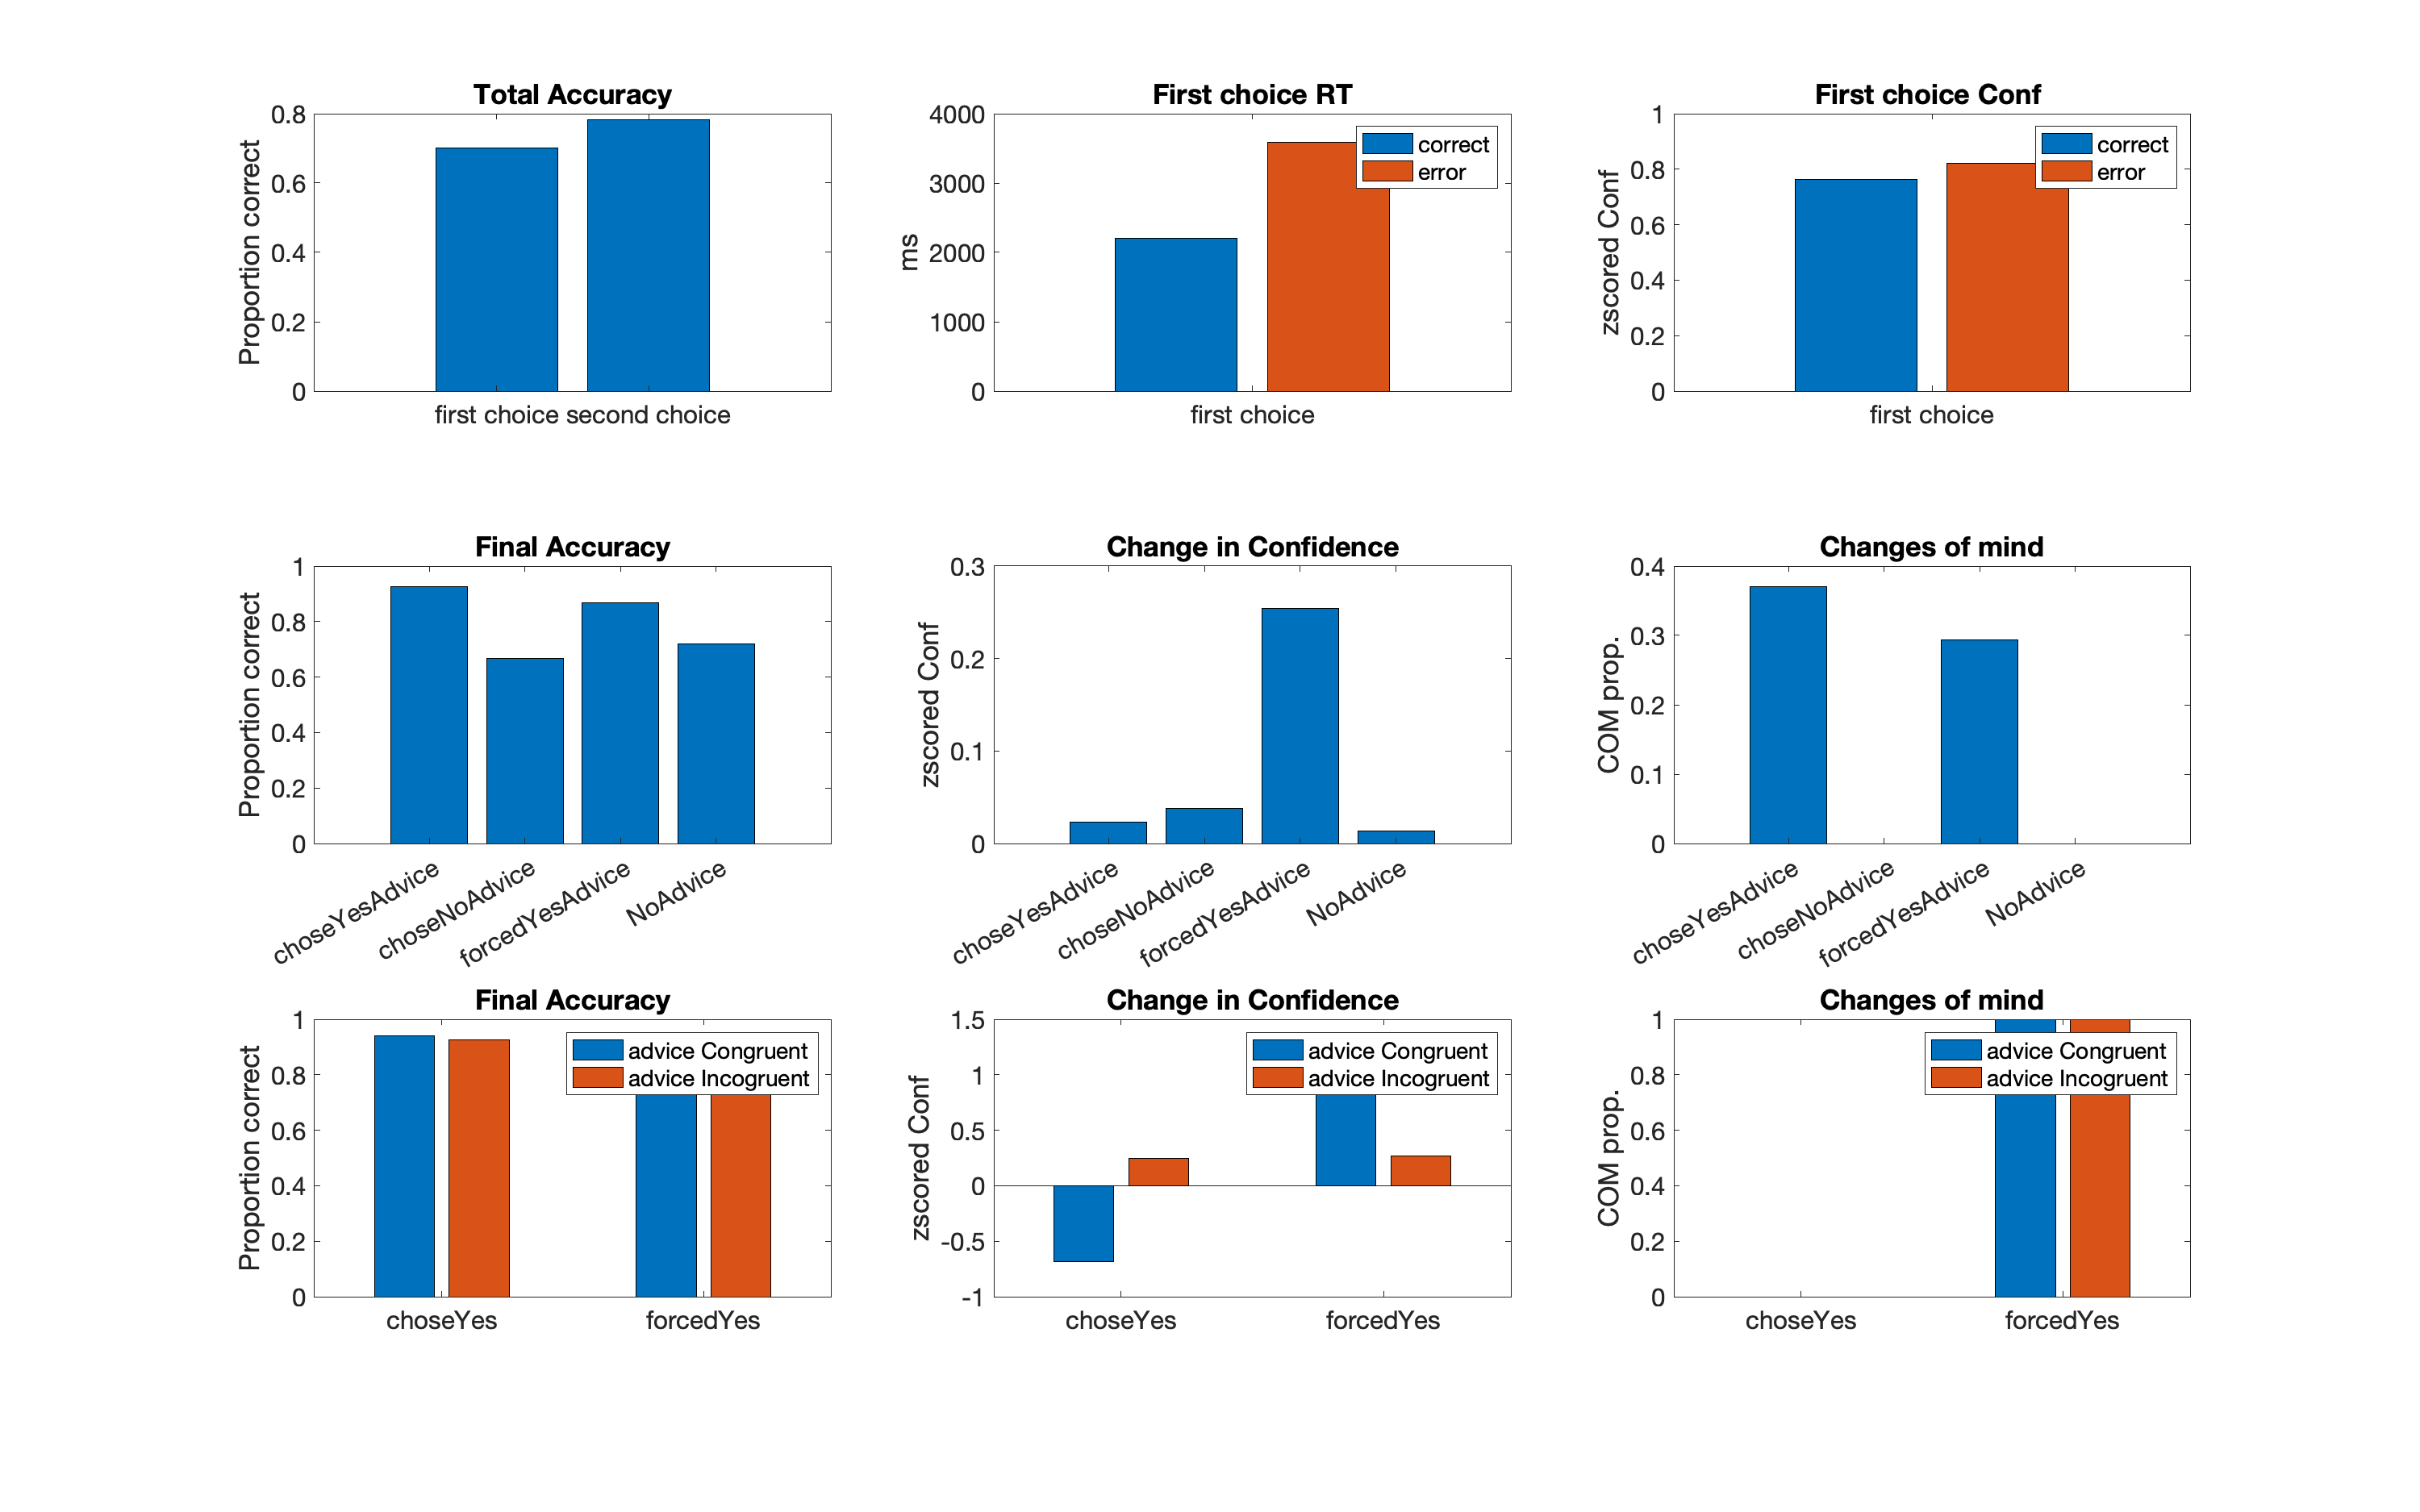 Total Accuracy
Proportion correct
0.8
0.6
0.4
0.2
0
first choice second choice
First choice RT
ms
4000
3000
2000
1000
0
correct
error
first choice
First choice Conf
zscored Conf
1
0.8
0.6
0.4
0.2
0
correct
error
first choice
Final Accuracy
Proportion correct
1
0.8
0.6
0.4
0.2
0
choseYesAdvice
choseNoAdvice
forcedYesAdvice
NoAdvice
Change in Confidence
zscored Conf
0.3
0.2
0.1
0
choseYesAdvice
choseNoAdvice
forcedYesAdvice
NoAdvice
Changes of mind
COM prop.
0.4
0.3
0.2
0.1
0
choseYesAdvice
choseNoAdvice
forcedYesAdvice
NoAdvice
Final Accuracy
Proportion correct
1
0.8
0.6
0.4
0.2
0
advice Congruent
advice Incogruent
choseYes
forcedYes
Change in Confidence
zscored Conf
1.5
1
0.5
0
-0.5
-1
advice Congruent
advice Incogruent
choseYes
forcedYes
Changes of mind
COM prop.
1
0.8
0.6
0.4
0.2
0
advice Congruent
advice Incogruent
choseYes
forcedYes